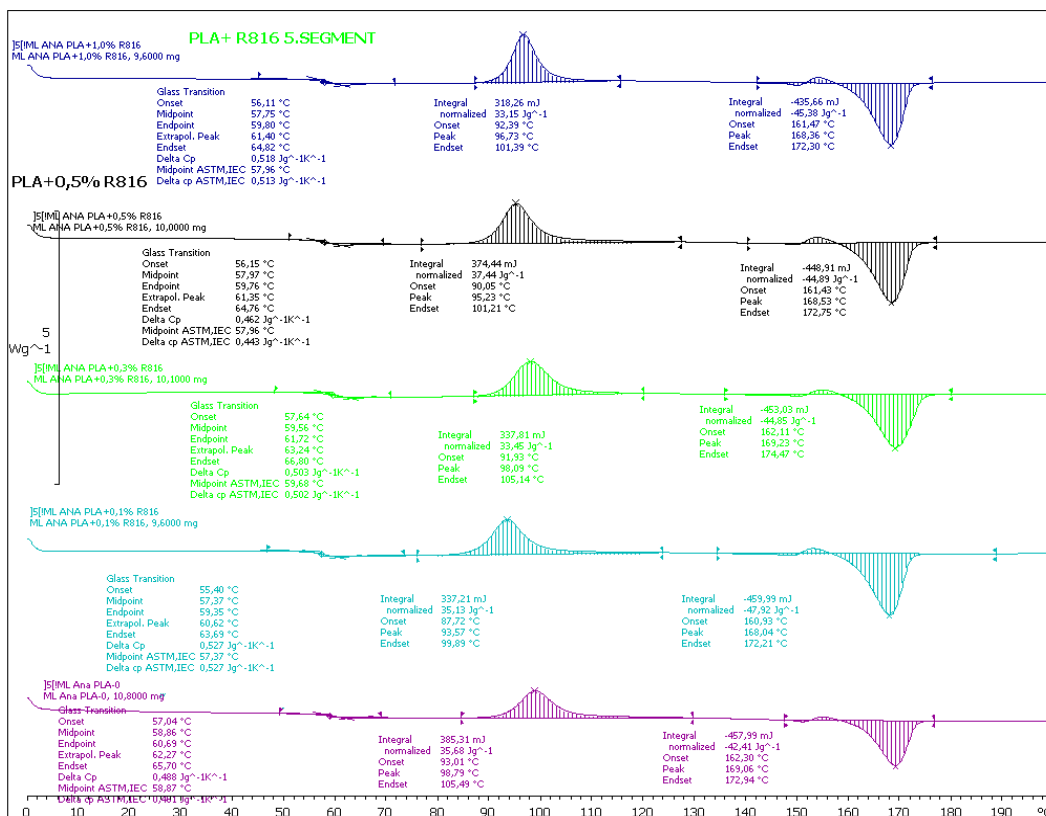 PLA+ R816 5.SEGMENT
]5[!ML ANA PLA+1,0% R816
ML ANA PLA+1,0% R816, 9,6000 mg
Glass Transition
Onset 56,11 °C
Midpoint 57,75 °C
Endpoint 59,80 °C
Extrapol. Peak 61,40 °C
Endset 64,82 °C
Delta Cp 0,518 Jg^-1K^-1
Midpoint ASTM,IEC 57,96 °C
Delta cp ASTM,IEC 0,513 Jg^-1K^-1
Integral 318,26 mJ
normalized 33,15 Jg^-1
Onset 92,39 °C
Peak 96,73 °C
Endset 101,39 °C
Integral -435,66 mJ
normalized -45,38 Jg^-1
Onset 161,47 °C
Peak 168,36 °C
Endset 172,30 °C
PLA+0,5% R816
]5[!ML ANA PLA+0,5% R816
ML ANA PLA+0,5% R816, 10,0000 mg
Glass Transition
Onset 56,15 °C
Midpoint 57,97 °C
Endpoint 59,76 °C
Extrapol. Peak 61,35 °C
Endset 64,76 °C
Delta Cp 0,462 Jg^-1K^-1
Midpoint ASTM,IEC 57,96 °C
Delta cp ASTM,IEC 0,443 Jg^-1K^-1
Integral 374,44 mJ
normalized 37,44 Jg^-1
Onset 90,05 °C
Peak 95,23 °C
Endset 101,21 °C
Integral -448,91 mJ
normalized -44,89 Jg^-1
Onset 161,43 °C
Peak 168,53 °C
Endset 172,75 °C
5
Wg^-1
]5[!ML ANA PLA+0,3% R816
ML ANA PLA+0,3% R816, 10,1000 mg
Glass Transition
Onset 57,64 °C
Midpoint 59,56 °C
Endpoint 61,72 °C
Extrapol. Peak 63,24 °C
Endset 66,80 °C
Delta Cp 0,503 Jg^-1K^-1
Midpoint ASTM,IEC 59,68 °C
Delta cp ASTM,IEC 0,502 Jg^-1K^-1
Integral 337,81 mJ
normalized 33,45 Jg^-1
Onset 91,93 °C
Peak 98,09 °C
Endset 105,14 °C
Integral -453,03 mJ
normalized -44,85 Jg^-1
Onset 162,11 °C
Peak 169,23 °C
Endset 174,47 °C
]5[!ML ANA PLA+0,1% R816
ML ANA PLA+0,1% R816, 9,6000 mg
Glass Transition
Onset 55,40 °C
Midpoint 57,37 °C
Endpoint 59,35 °C
Extrapol. Peak 60,62 °C
Endset 63,69 °C
Delta Cp 0,527 Jg^-1K^-1
Midpoint ASTM,IEC 57,37 °C
Delta cp ASTM,IEC 0,527 Jg^-1K^-1
Integral 337,21 mJ
normalized 35,13 Jg^-1
Onset 87,72 °C
Peak 93,57 °C
Endset 99,89 °C
Integral -459,99 mJ
normalized -47,92 Jg^-1
Onset 160,93 °C
Peak 168,04 °C
Endset 172,21 °C
]5[!ML Ana PLA-0
ML Ana PLA-0, 10,8000 mg
Glass Transition
Onset 57,04 °C
Midpoint 58,86 °C
Endpoint 60,69 °C
Extrapol. Peak 62,27 °C
Endset 65,70 °C
Delta Cp 0,488 Jg^-1K^-1
Midpoint ASTM,IEC 58,87 °C
Delta cp ASTM,IEC 0,481 Jg^-1K^-1
Integral 385,31 mJ
normalized 35,68 Jg^-1
Onset 93,01 °C
Peak 98,79 °C
Endset 105,49 °C
Integral -457,99 mJ
normalized -42,41 Jg^-1
Onset 162,30 °C
Peak 169,06 °C
Endset 172,94 °C
0 10 20 30 40 50 60 70 80 90 100 110 120 130 140 150 160 170 180 190